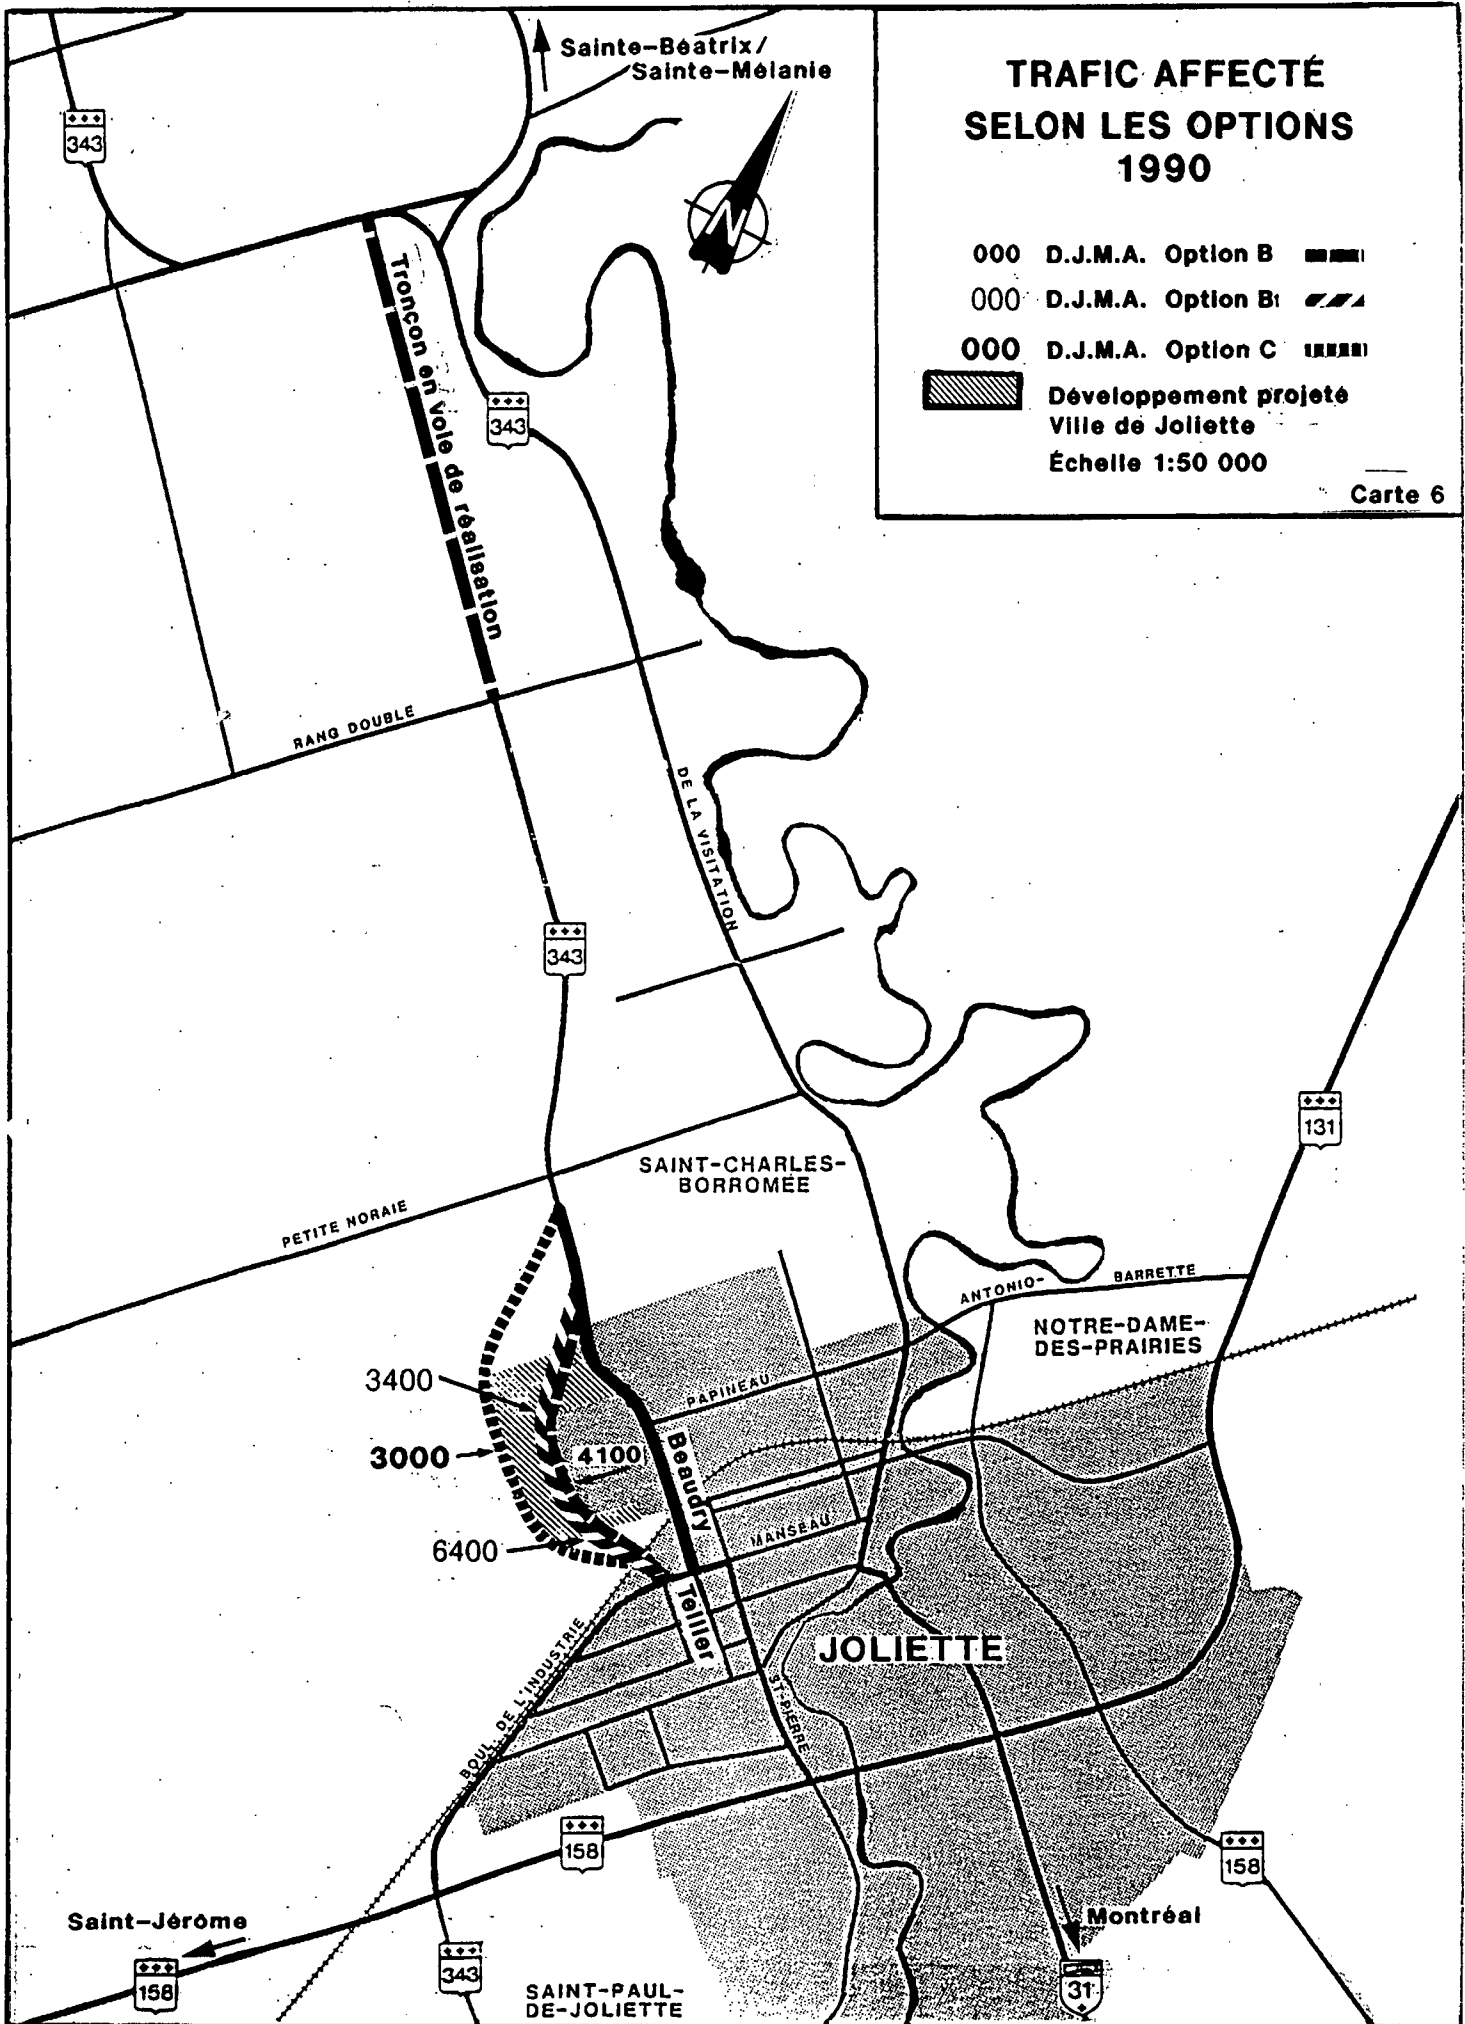 Sainte-Béatrix/
Sainte-Mélanie
TRAFIC AFFECTÉ
SELON LES OPTIONS
1990
N
000 D.J.M.A. Option B
000 D.J.M.A. Option B1
000 D.J.M.A. Option C
Développement projeté
Ville de Joliette
Échelle 1:50 000
Carte 6
343
Tronçon en voie de réalisation
343
RANG DOUBLE
DE LA VISITATION
343
131
SAINT-CHARLES-
BORROMÉE
PETITE NORAIE
ANTONIO-BARRETTE
NOTRE-DAME-
DES-PRAIRIES
3400
PAPINEAU
3000
4100
Beaudry
6400
MANSEAU
Tellier
JOLIETTE
BOUL. DE L'INDUSTRIE
ST-PIERRE
158
158
Saint-Jérôme
Montréal
158
343
SAINT-PAUL-
DE-JOLIETTE
31